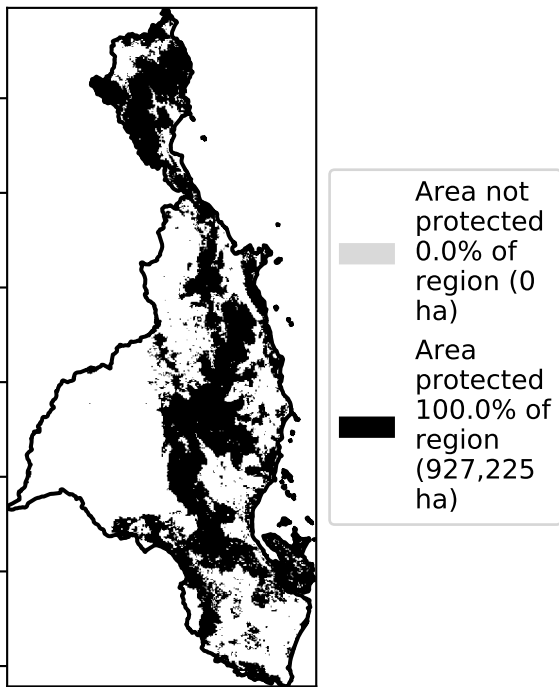 Area not
protected
0.0% of
region (0
ha)
Area
protected
100.0% of
region
(927,225
ha)